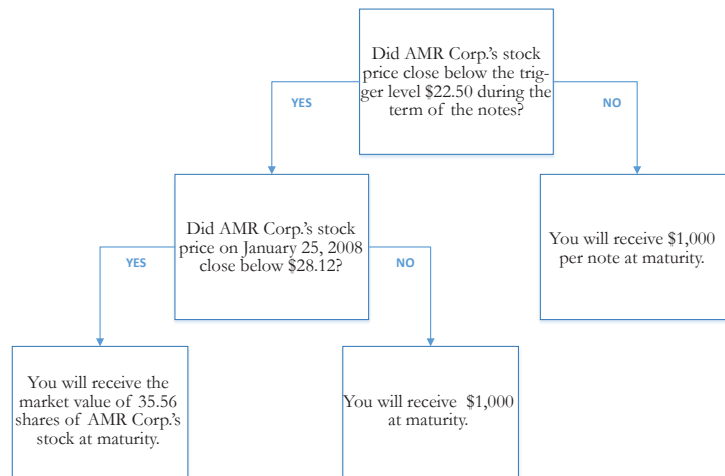 Did AMR Corp.'s stock
price close below the trig-
ger level $22.50 during the
term of the notes?
YES
NO
Did AMR Corp.'s stock
price on January 25, 2008
close below $28.12?
You will receive $1,000
per note at maturity.
YES
NO
You will receive the
market value of 35.56
shares of AMR Corp.'s
stock at maturity.
You will receive $1,000
at maturity.